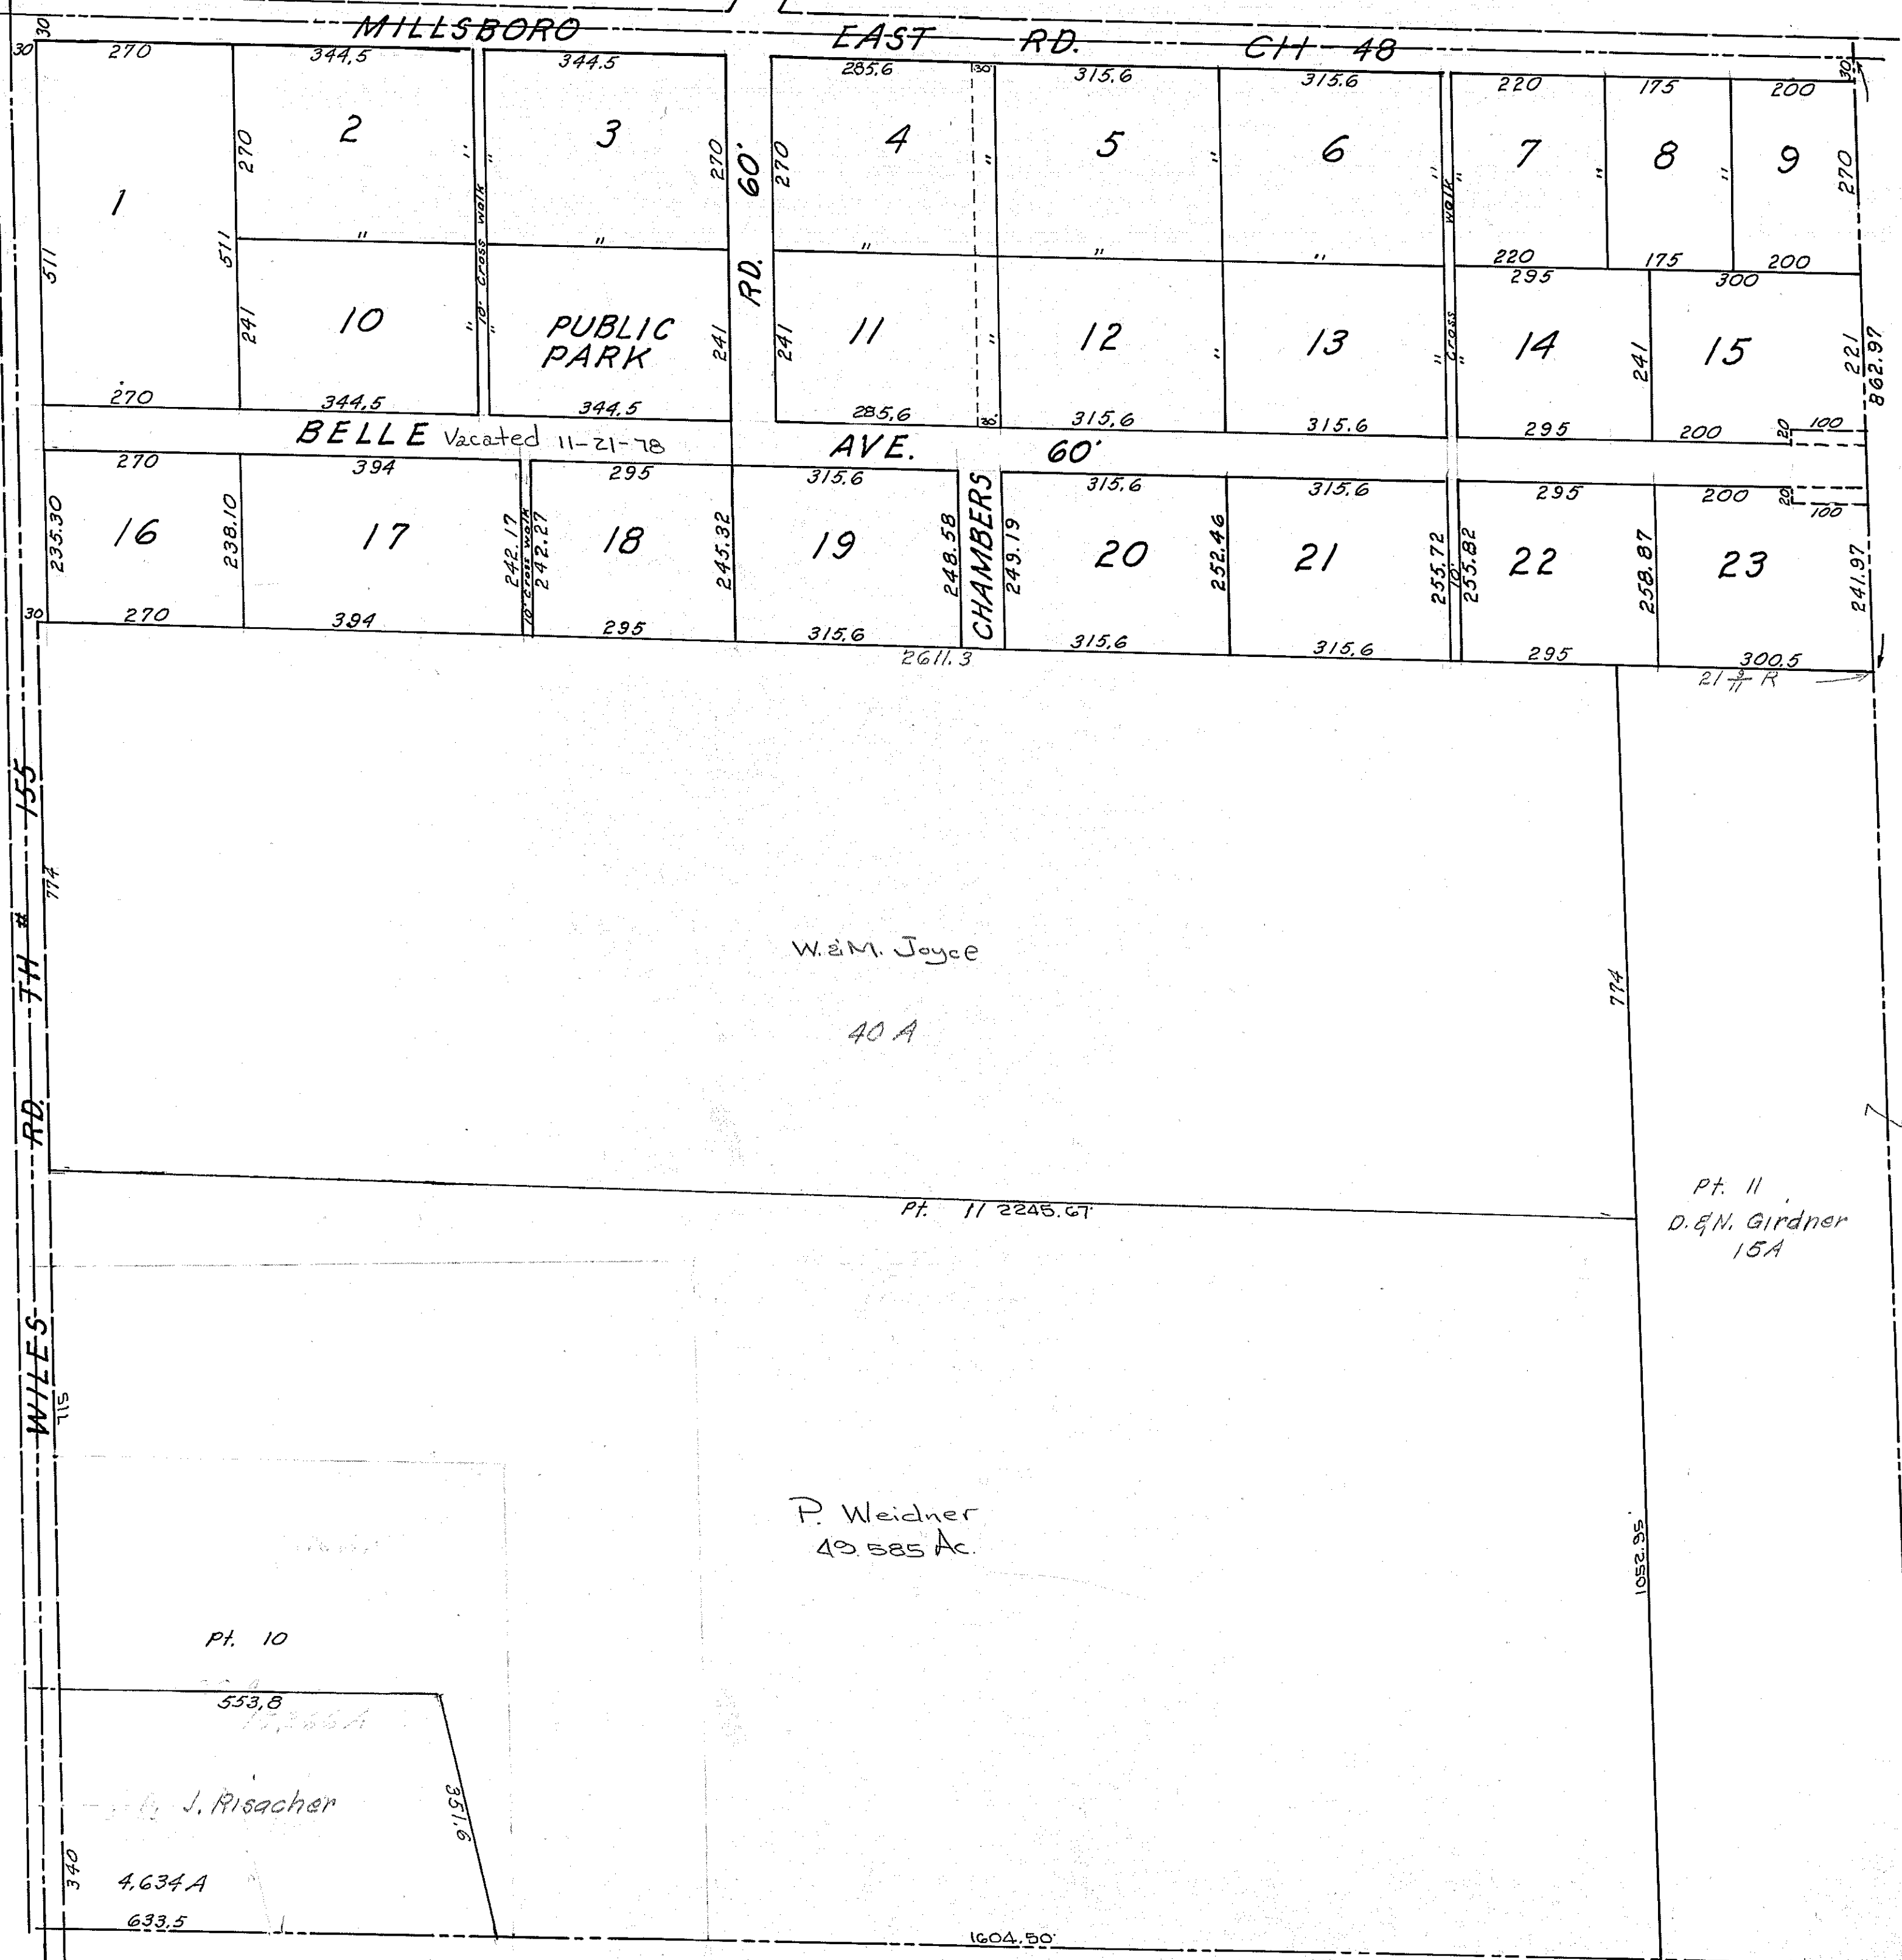 MILLSBORO EAST RD. CH 48
30 30 270 344.5 344.5 285.6 30' 315.6 315.6 220 175 200 30
1 2 3 4 5 6 7 8 9
270 " " 270 60' 270 " " " " " " 270
511 511 " " " " "
220 175 200
10' cross walk
RD.
10' cross walk
295 300
10 PUBLIC PARK 11 12 13 14 15
241 " " 241 241 " " " " 241 221 862.97
270 344.5 344.5 285.6 30' 315.6 315.6 295 200 20 100
BELLE Vacated 11-21-78 AVE. 60'
270 394 295 315.6 315.6 315.6 295 200 20 100
16 17 18 19 CHAMBERS 20 21 22 23
235.30 238.10 242.17 10' cross walk 242.27 245.32 248.58 249.19 252.46 255.72 10' 255.82 258.87 241.97
30 270 394 295 315.6 315.6 315.6 295 300.5
2611.3
21 9/11 R
WILES RD. TH # 155
774
W. & M. Joyce
40 A
774
Pt. 11 2245.67'
Pt. 11
D. & N. Girdner
15A
715
P. Weidner
49.585 Ac.
1052.95'
Pt. 10
553.8
J. Risacher
351.6
340
4.634A
633.5
1604.50'